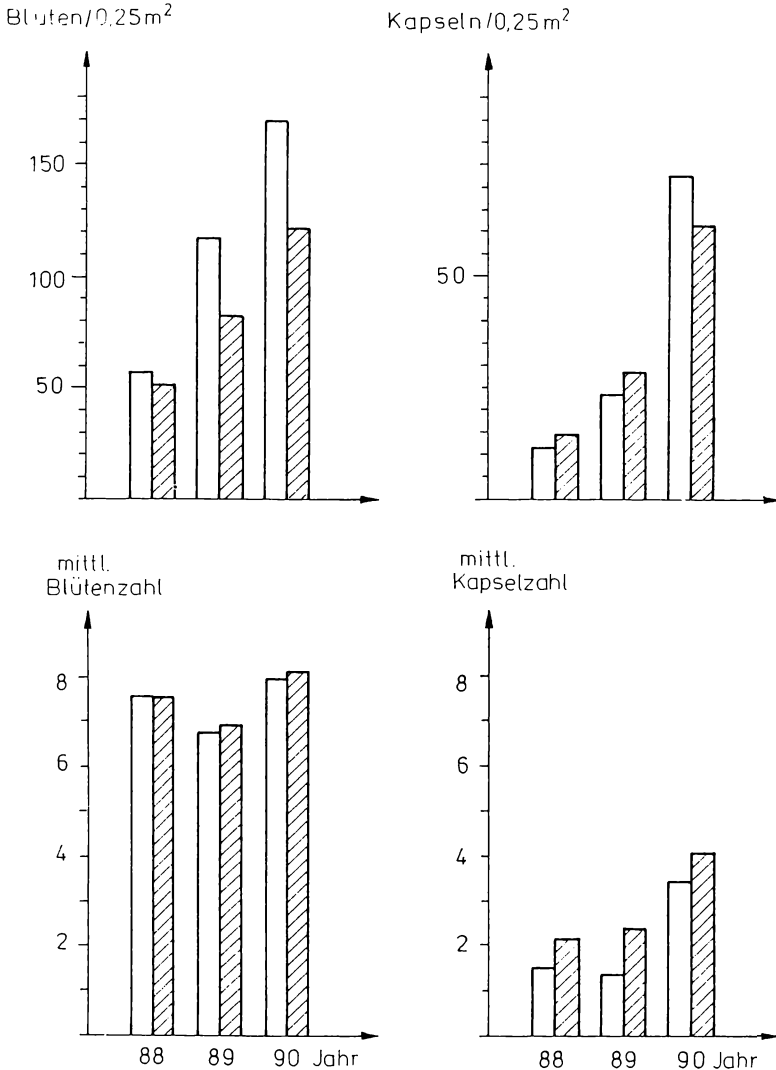 Blüten/0,25m²
Kapseln/0,25m²
150
100
50
50
mittl.
Blütenzahl
8
6
4
2
88 89 90 Jahr
mittl.
Kapselzahl
8
6
4
2
88 89 90 Jahr